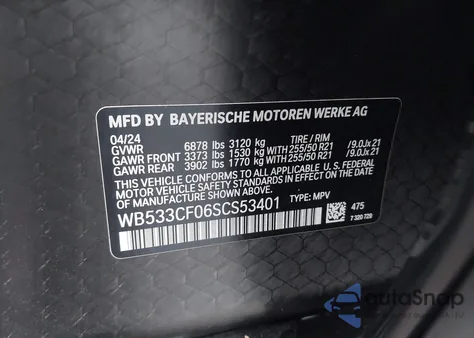 MFD BY BAYERISCHE MOTOREN WERKE AG
04/24
GVWR 6878 lbs 3120 kg TIRE / RIM
GAWR FRONT 3373 lbs 1530 kg WITH 255/50 R21 /9.0Jx21
GAWR REAR 3902 lbs 1770 kg WITH 255/50 R21 /9.0Jx21
THIS VEHICLE CONFORMS TO ALL APPLICABLE U.S. FEDERAL
MOTOR VEHICLE SAFETY STANDARDS IN EFFECT ON THE DATE
OF MANUFACTURE SHOWN ABOVE.
WB533CF06SCS53401 TYPE: MPV
475
7 320 729
autoSnap